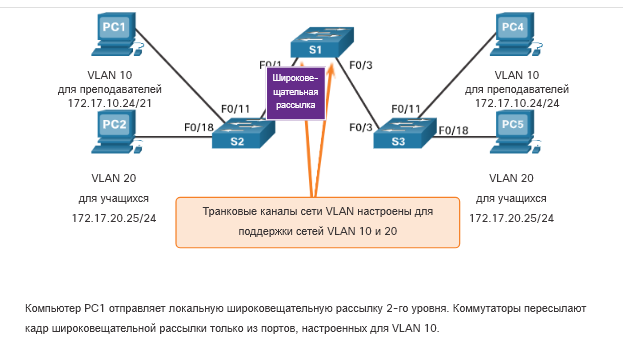 PC1
PC4
S1
F0/1
F0/3
Широкове-
щательная
рассылка
VLAN 10
для преподавателей
172.17.10.24/21
VLAN 10
для преподавателей
172.17.10.24/24
F0/11
F0/11
PC2
F0/18
S2
F0/3
S3
F0/18
PC5
VLAN 20
для учащихся
172.17.20.25/24
VLAN 20
для учащихся
172.17.20.25/24
Транковые каналы сети VLAN настроены для
поддержки сетей VLAN 10 и 20
Компьютер PC1 отправляет локальную широковещательную рассылку 2-го уровня. Коммутаторы пересылают
кадр широковещательной рассылки только из портов, настроенных для VLAN 10.